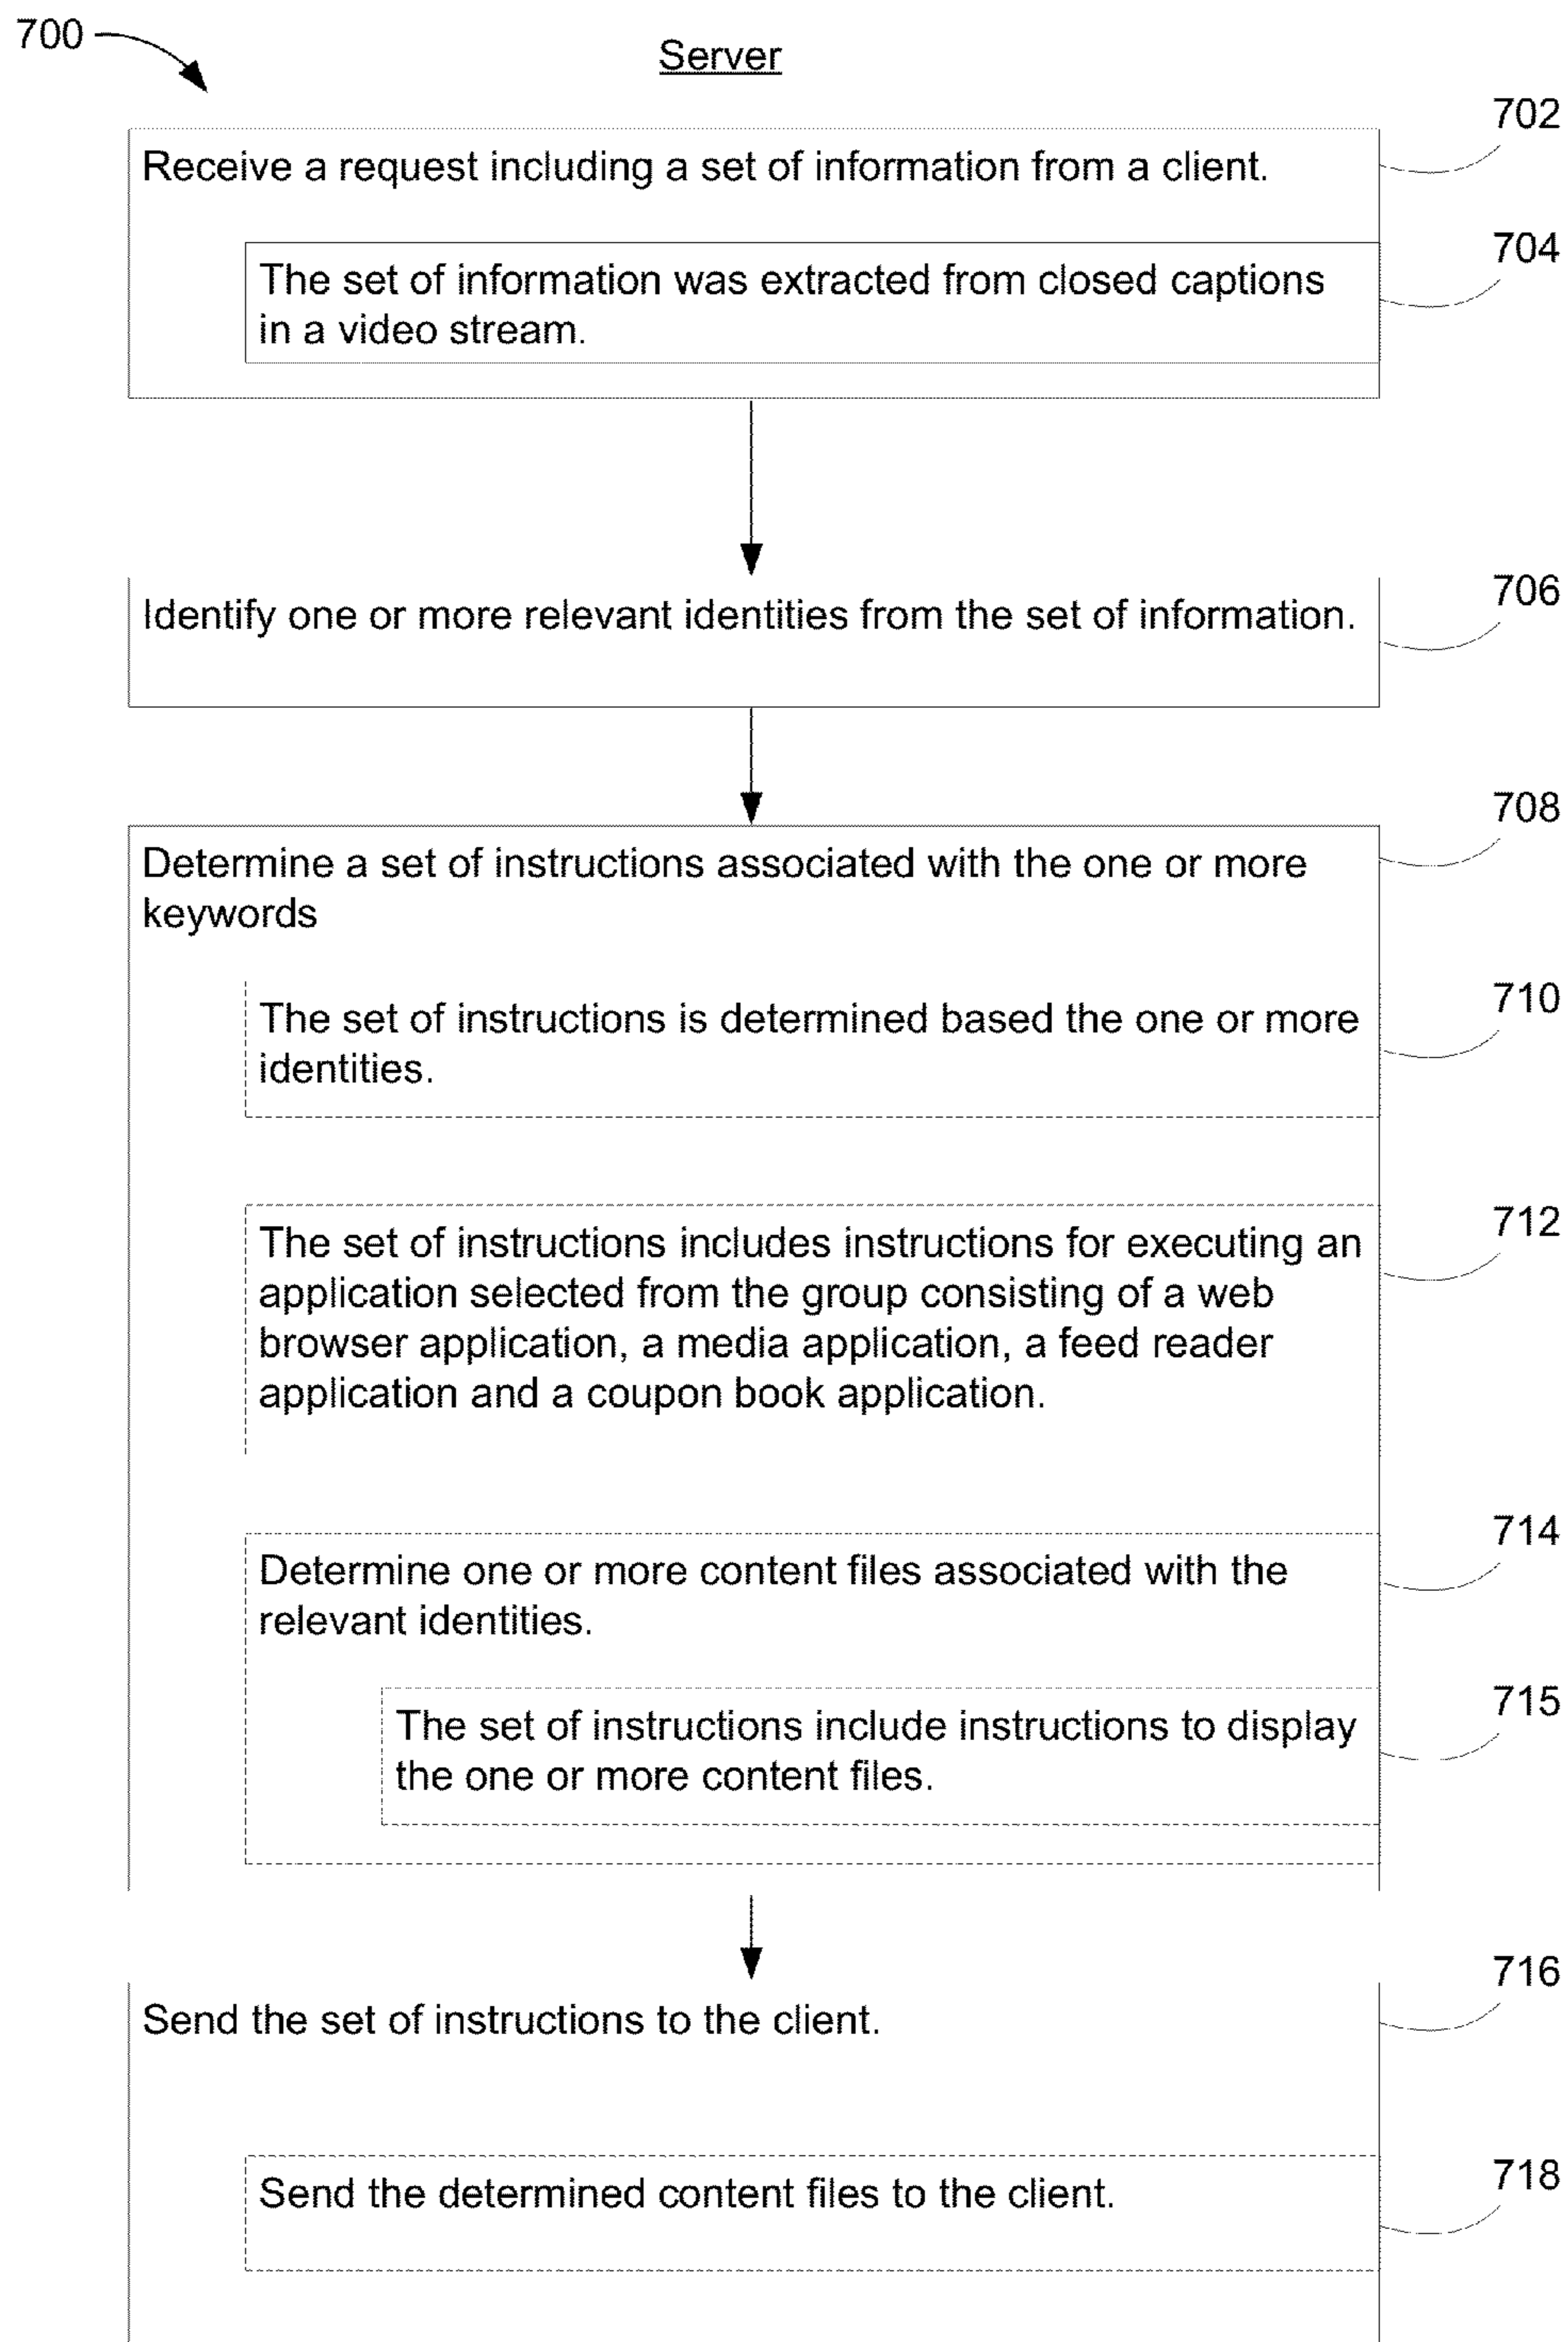 700
Server
702
Receive a request including a set of information from a client.
704
The set of information was extracted from closed captions
in a video stream.
706
Identify one or more relevant identities from the set of information.
708
Determine a set of instructions associated with the one or more
keywords
710
The set of instructions is determined based the one or more
identities.
712
The set of instructions includes instructions for executing an
application selected from the group consisting of a web
browser application, a media application, a feed reader
application and a coupon book application.
714
Determine one or more content files associated with the
relevant identities.
715
The set of instructions include instructions to display
the one or more content files.
716
Send the set of instructions to the client.
718
Send the determined content files to the client.